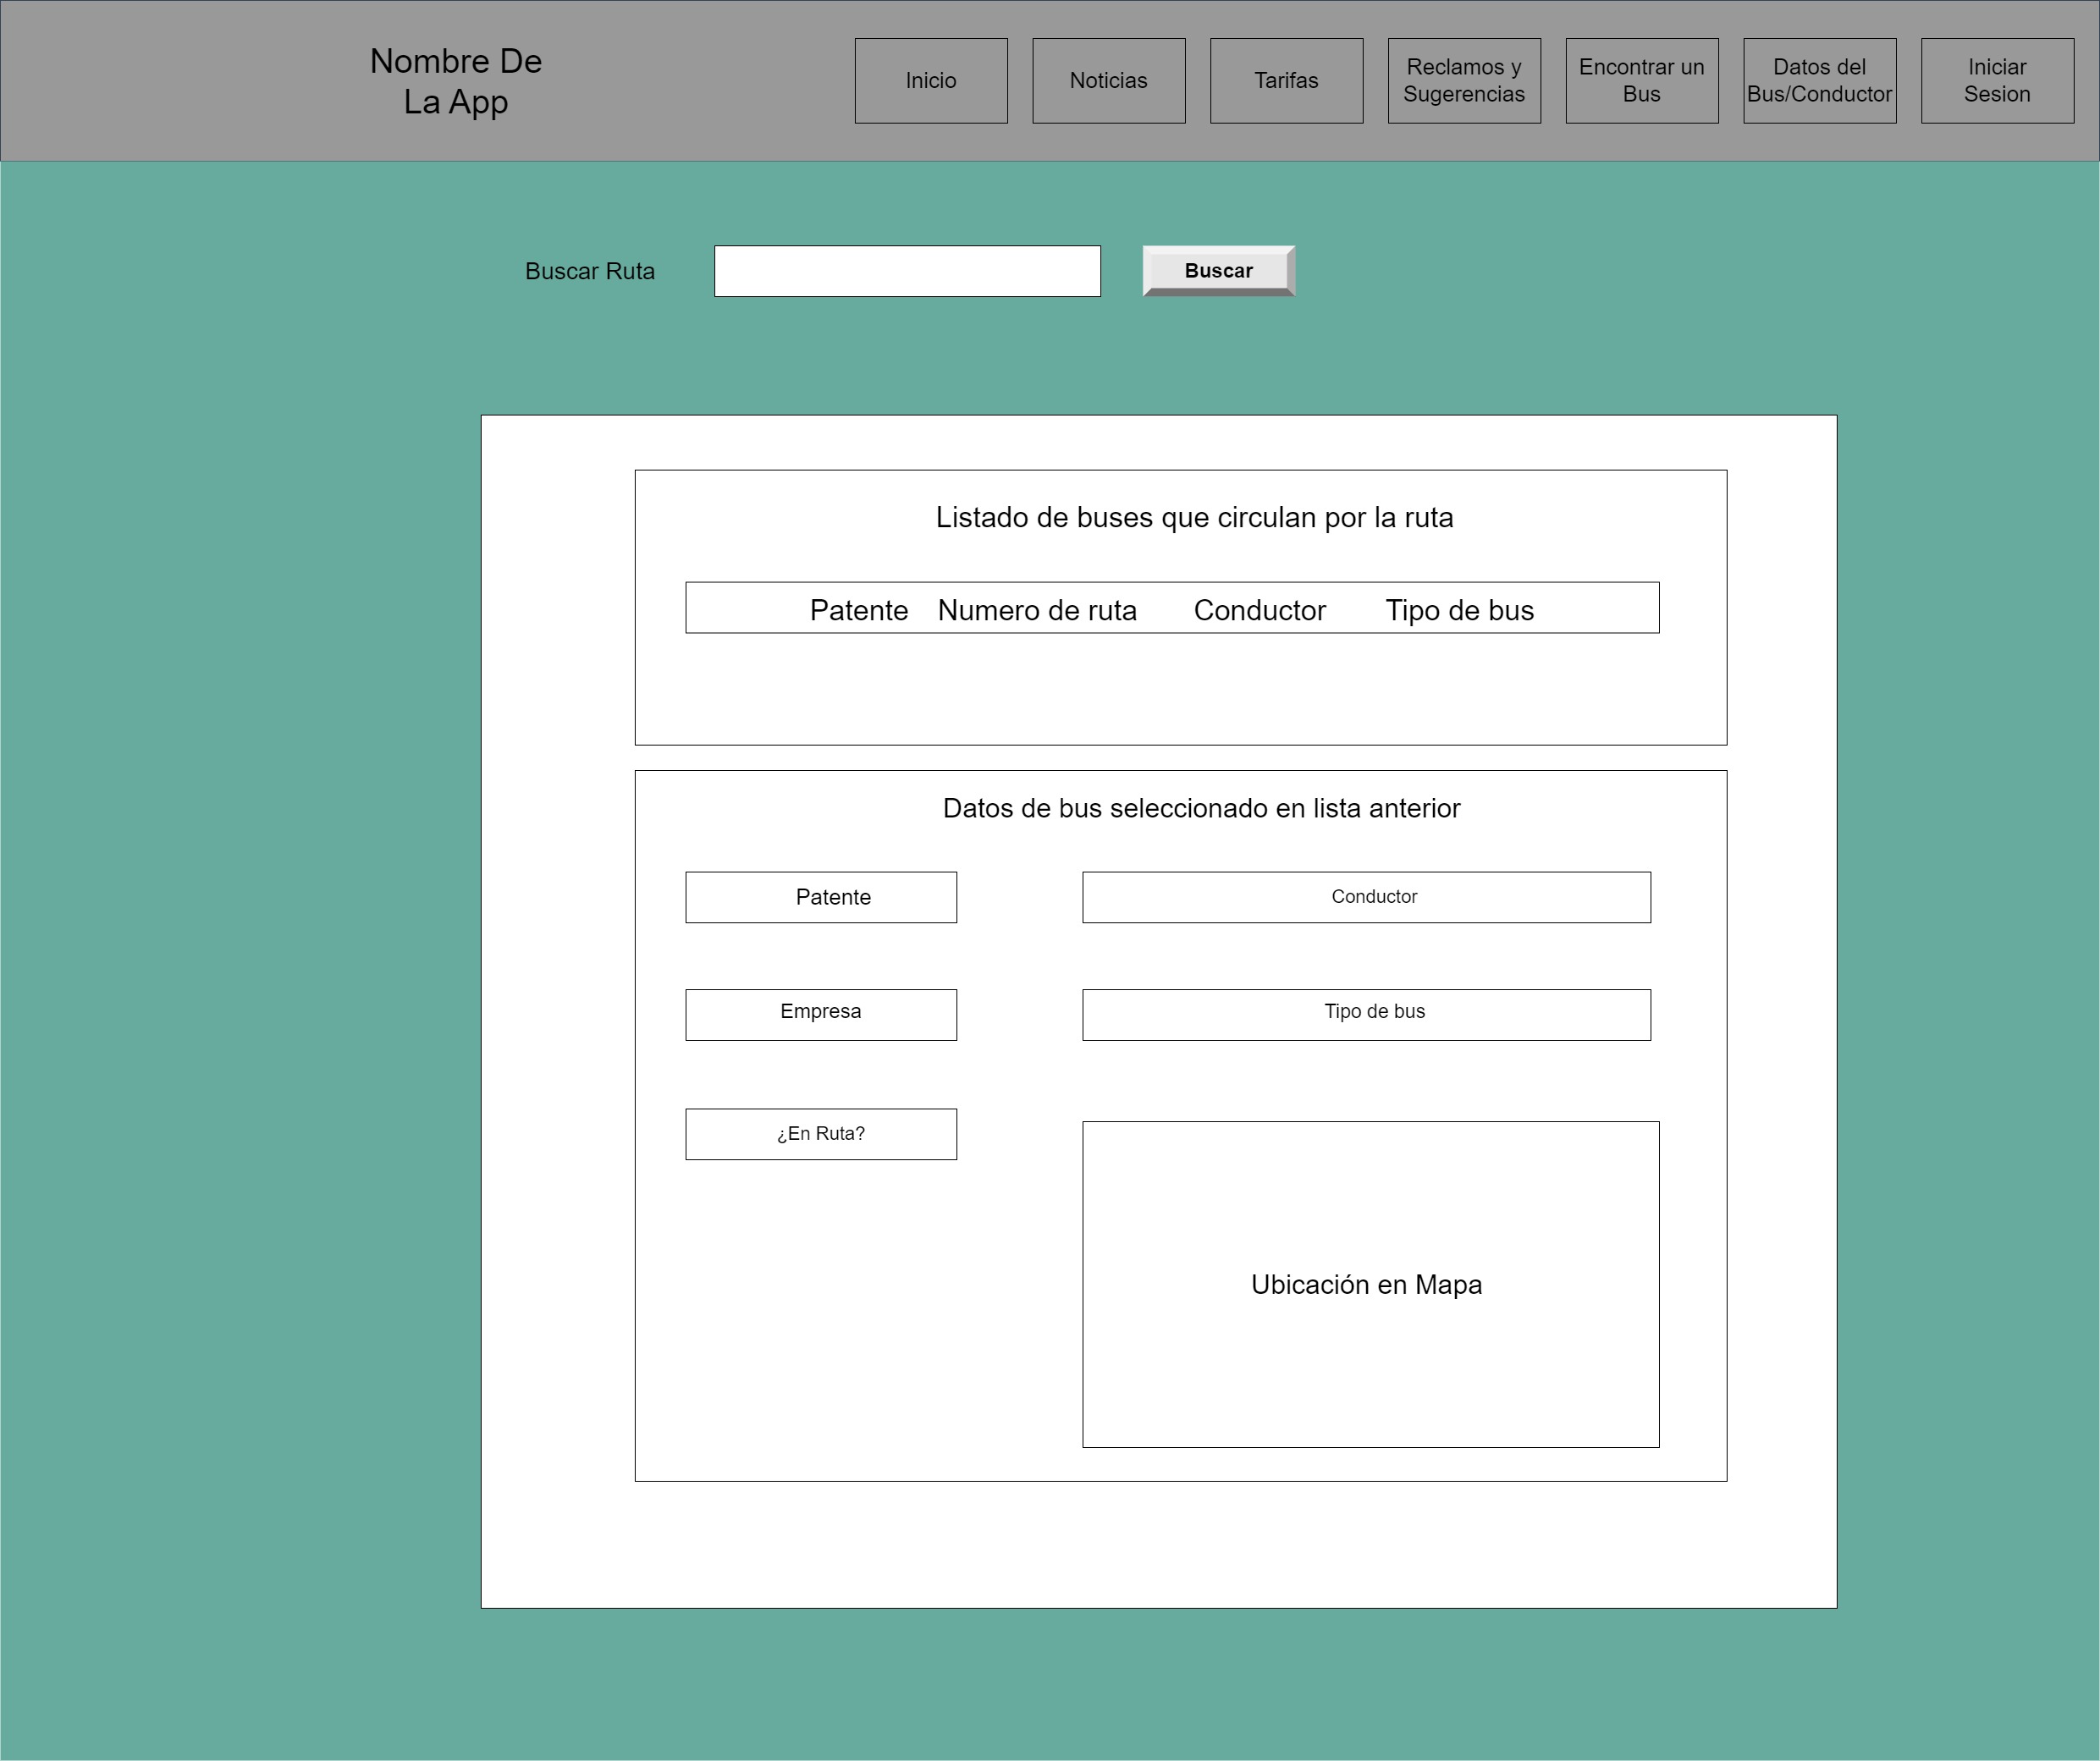 Nombre De
La App
Inicio
Noticias
Tarifas
Reclamos y
Sugerencias
Encontrar un
Bus
Datos del
Bus/Conductor
Iniciar
Sesion
Buscar Ruta
Buscar
Listado de buses que circulan por la ruta
Patente Numero de ruta Conductor Tipo de bus
Datos de bus seleccionado en lista anterior
Patente
Conductor
Empresa
Tipo de bus
¿En Ruta?
Ubicación en Mapa